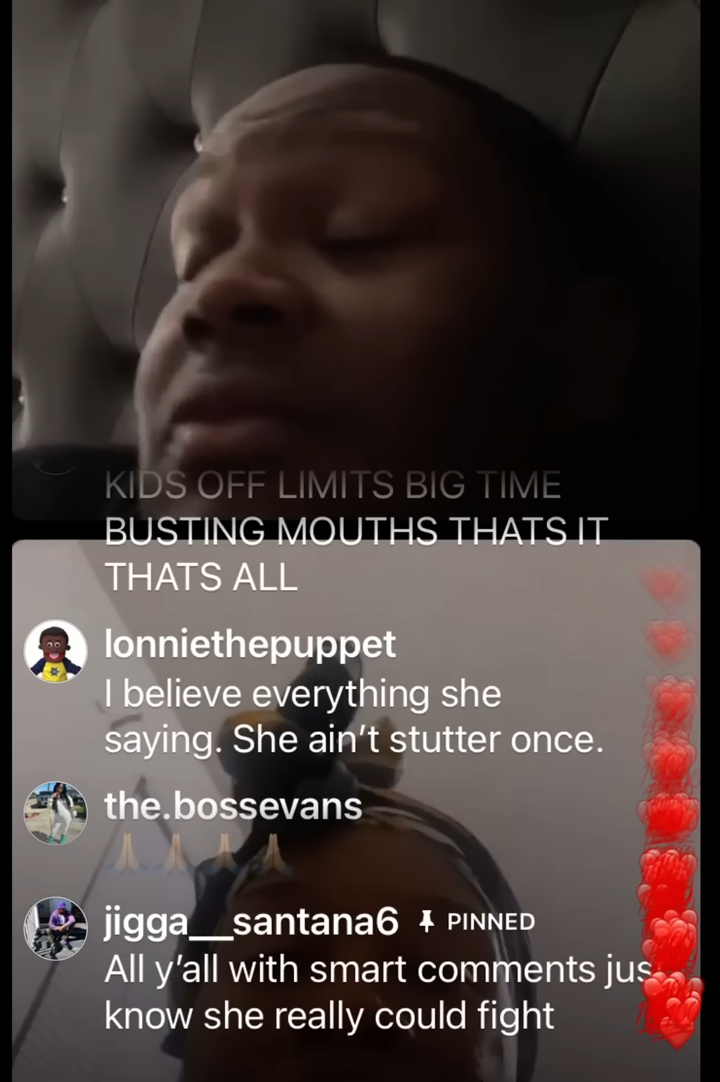 KIDS OFF LIMITS BIG TIME
BUSTING MOUTHS THATS IT
THATS ALL
lonniethepuppet
I believe everything she
saying. She ain't stutter once.
the.bossevans
🙏🏼🙏🏼🙏🏼🙏🏼
jigga__santana6 PINNED
All y'all with smart comments jus
know she really could fight